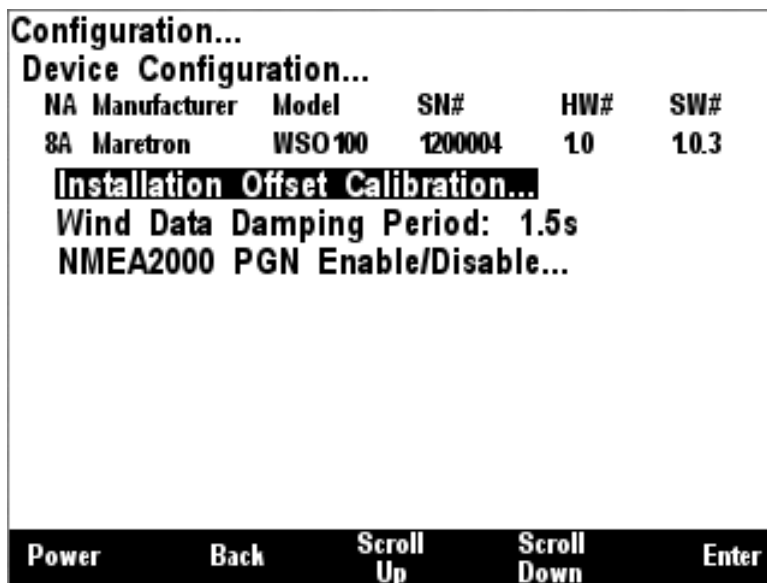 Configuration...
Device Configuration...
NA Manufacturer Model SN# HW# SW#
8A Maretron WSO100 1200004 1.0 1.0.3
Installation Offset Calibration...
Wind Data Damping Period: 1.5s
NMEA2000 PGN Enable/Disable...
Power Back Scroll Up Scroll Down Enter